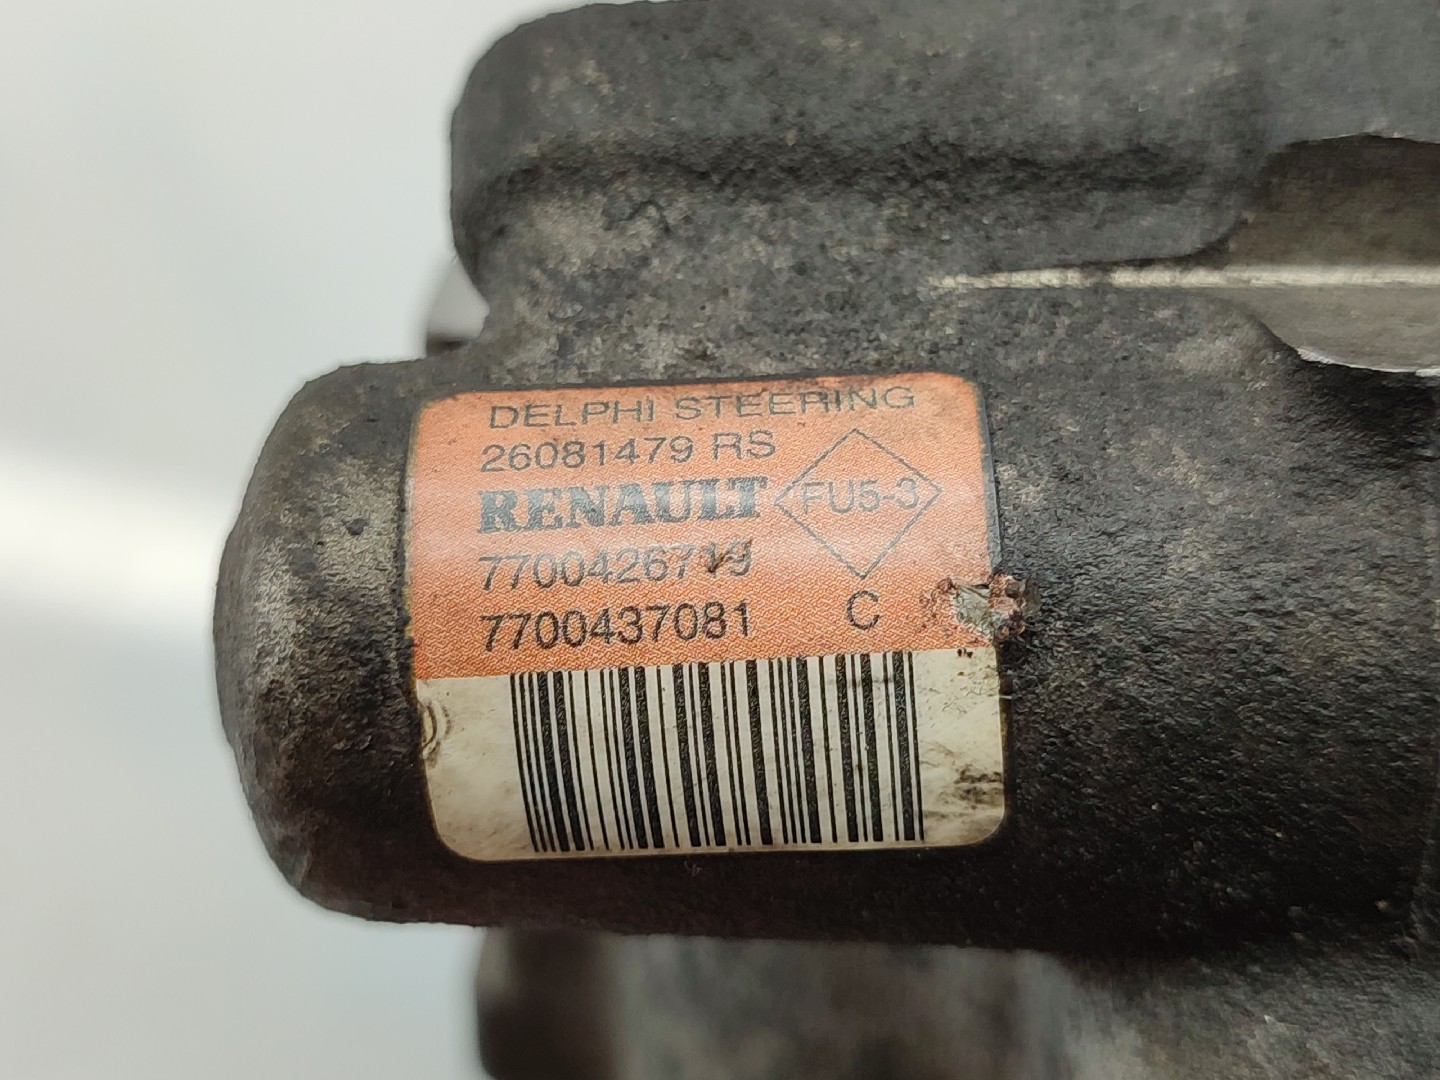 DELPHI STEERING
26081479 RS
RENAULT
FU5-3
7700426719
7700437081
C